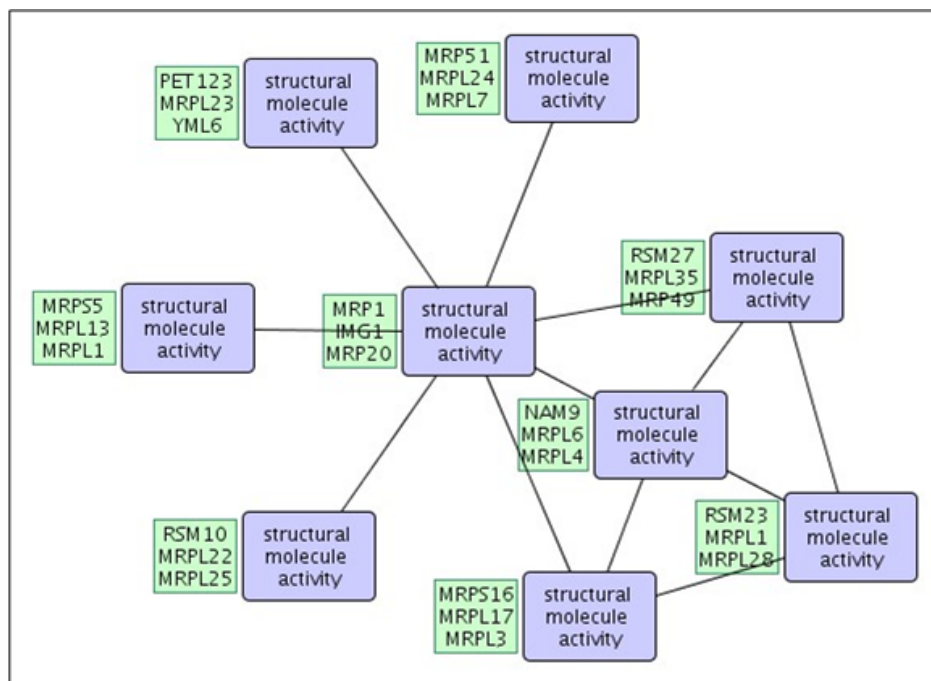 MRP51
MRPL24
MRPL7
structural
molecule
activity
PET123
MRPL23
YML6
structural
molecule
activity
RSM27
MRPL35
MRP49
structural
molecule
activity
MRPS5
MRPL13
MRPL1
structural
molecule
activity
MRP1
IMG1
MRP20
structural
molecule
activity
NAM9
MRPL6
MRPL4
structural
molecule
activity
RSM23
MRPL1
MRPL28
structural
molecule
activity
RSM10
MRPL22
MRPL25
structural
molecule
activity
MRPS16
MRPL17
MRPL3
structural
molecule
activity